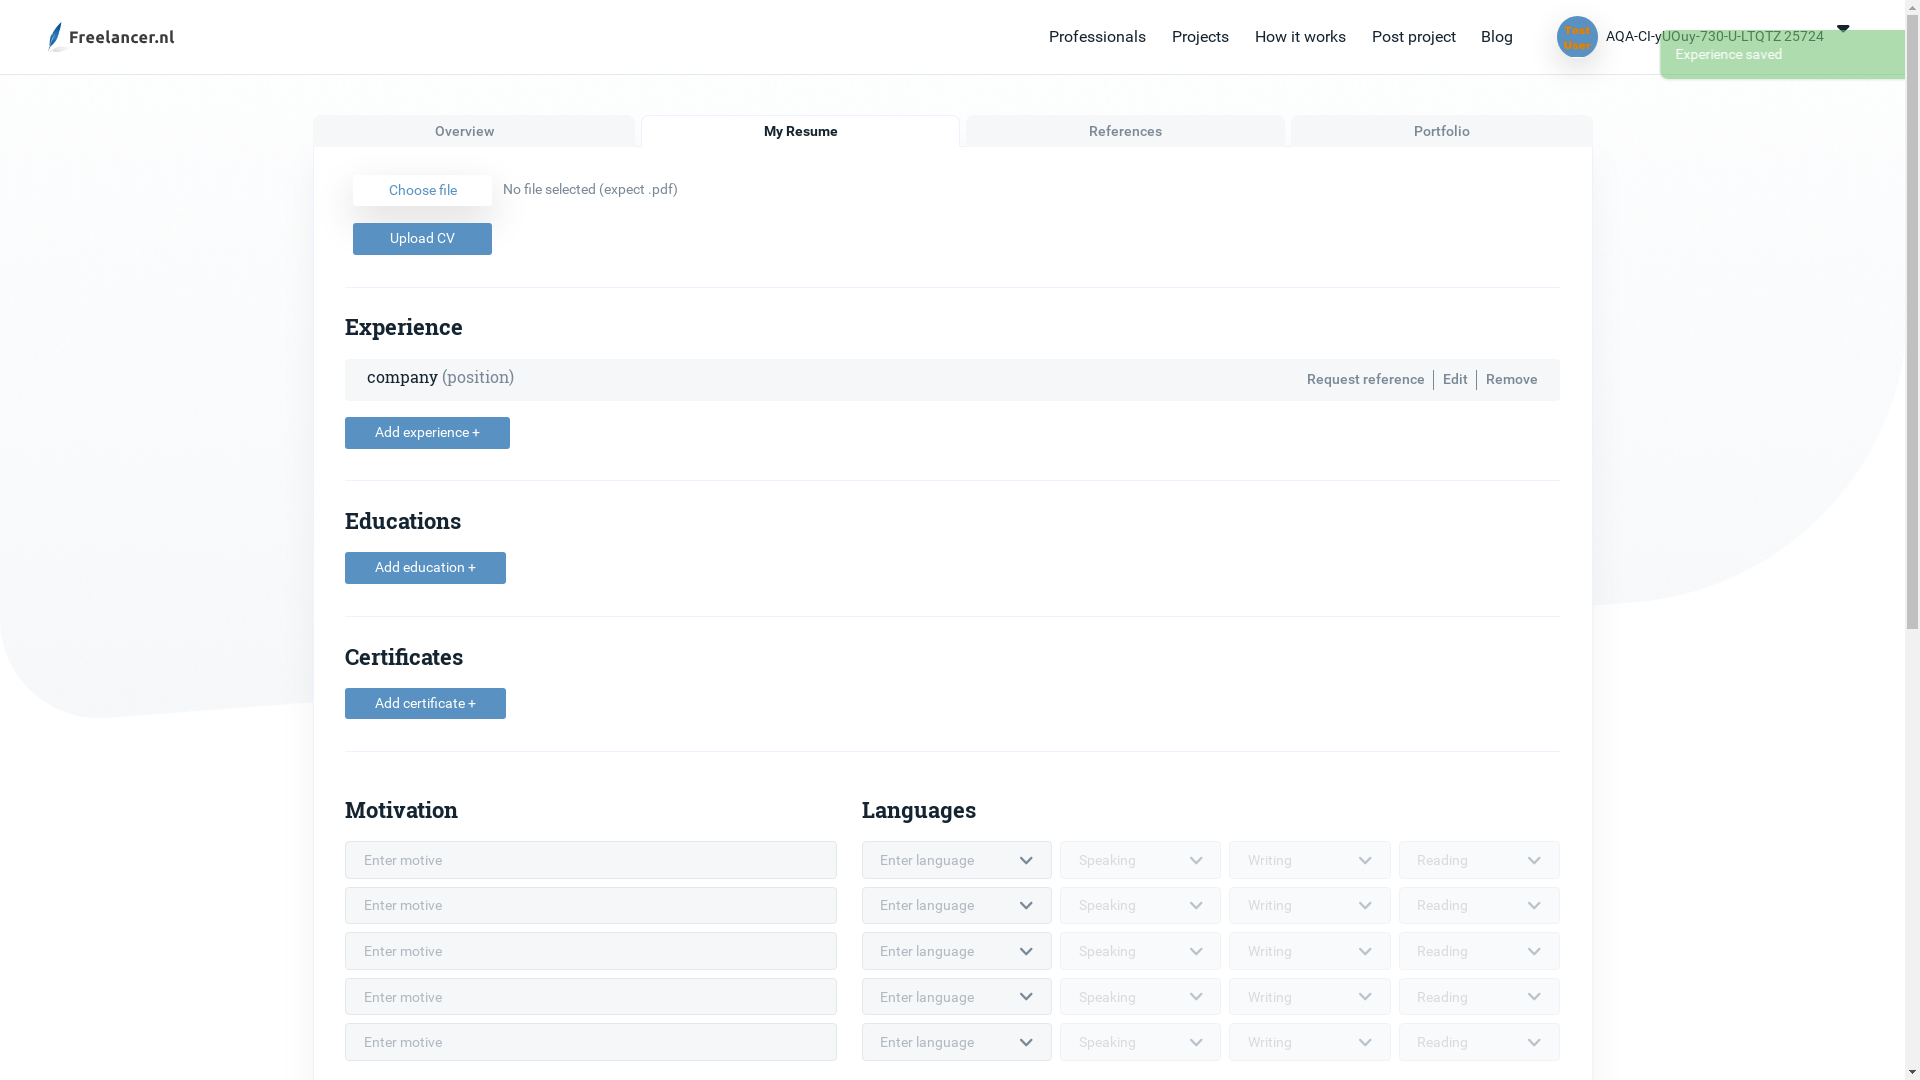 Freelancer.nl
Professionals
Projects
How it works
Post project
Blog
Test
User
AQA-CI-yUOuy-730-U-LTQTZ 25724
Experience saved
Overview
My Resume
References
Portfolio
Choose file
No file selected (expect .pdf)
Upload CV
Experience
company (position)
Request reference
Edit
Remove
Add experience +
Educations
Add education +
Certificates
Add certificate +
Motivation
Languages
Enter motive
Enter language
Speaking
Writing
Reading
Enter motive
Enter language
Speaking
Writing
Reading
Enter motive
Enter language
Speaking
Writing
Reading
Enter motive
Enter language
Speaking
Writing
Reading
Enter motive
Enter language
Speaking
Writing
Reading